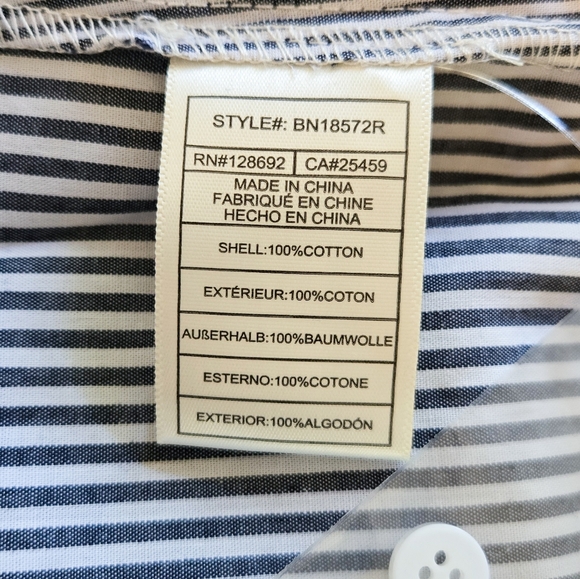 STYLE#: BN18572R
RN#128692 CA#25459
MADE IN CHINA
FABRIQUÉ EN CHINE
HECHO EN CHINA
SHELL:100%COTTON
EXTÉRIEUR:100%COTON
AUßERHALB:100%BAUMWOLLE
ESTERNO:100%COTONE
EXTERIOR:100%ALGODÓN